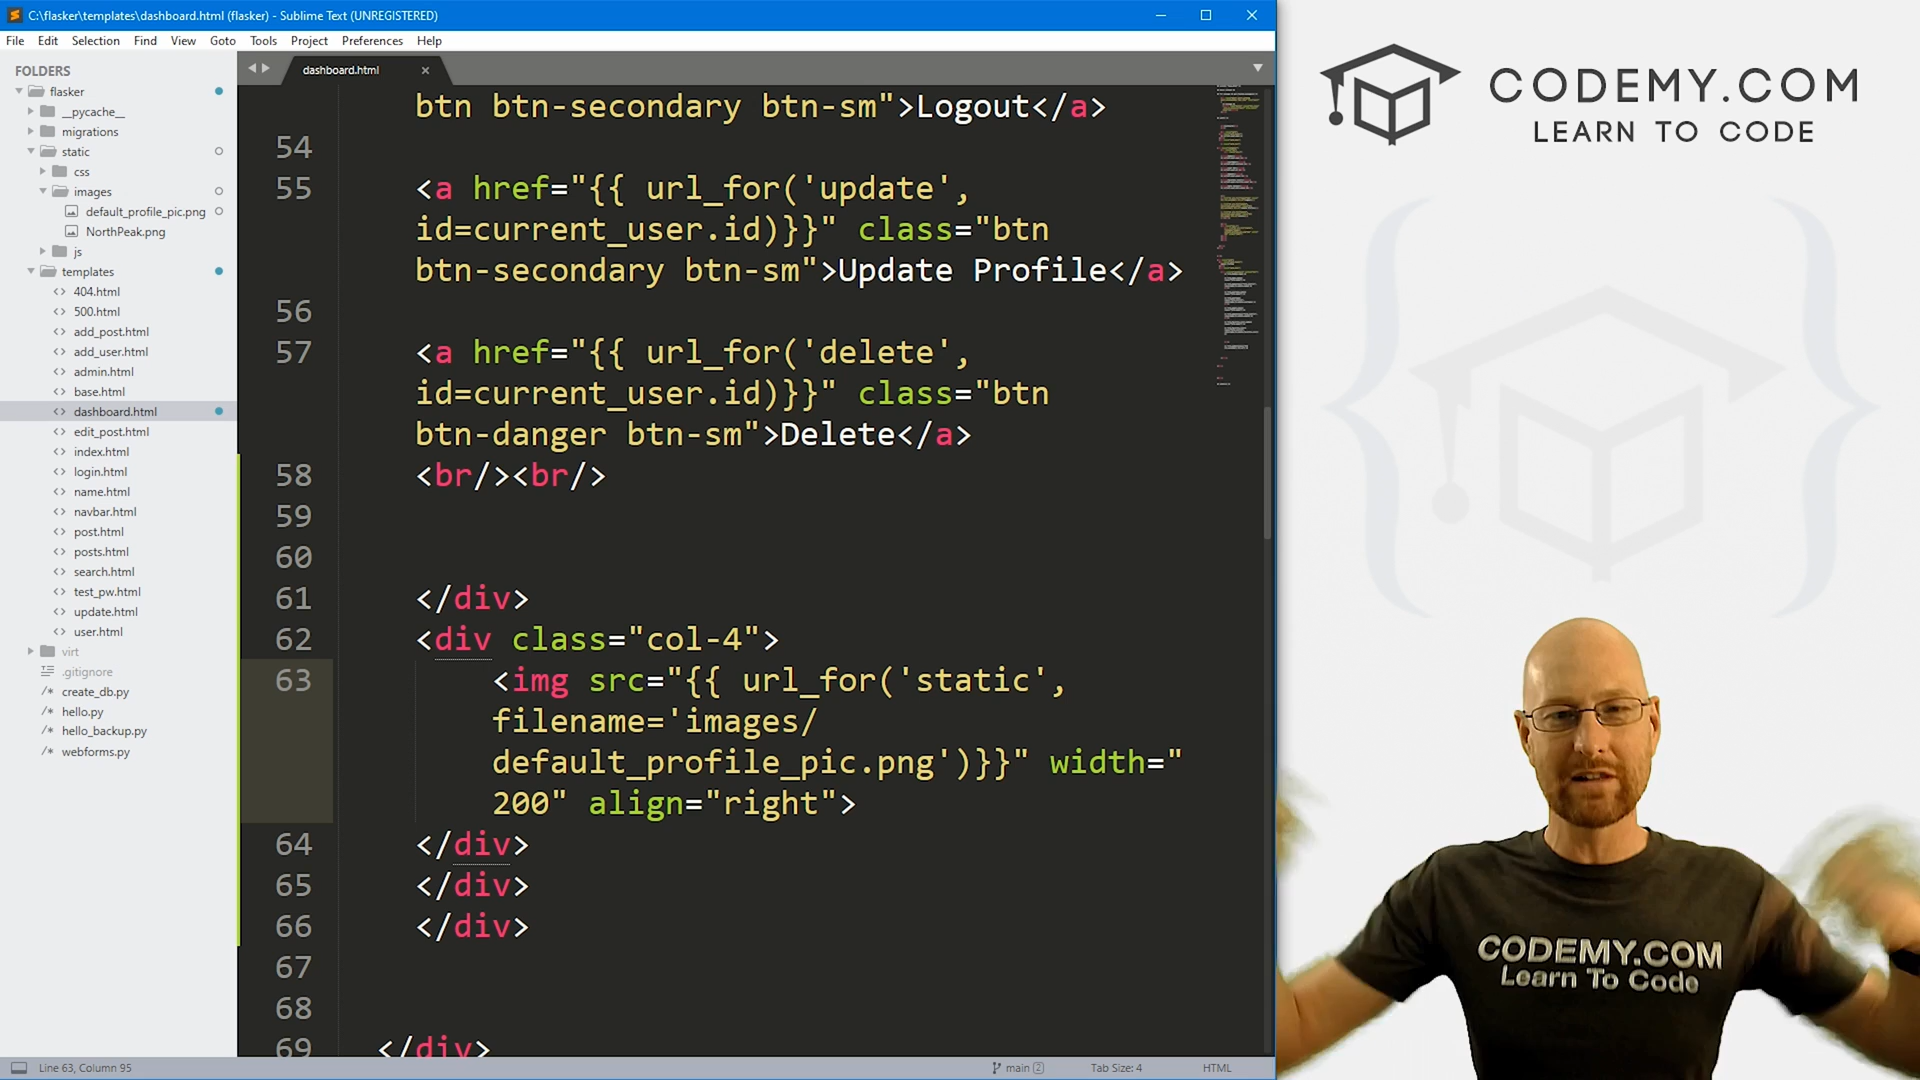 C:\flasker\templates\dashboard.html (flasker) - Sublime Text (UNREGISTERED)
File Edit Selection Find View Goto Tools Project Preferences Help
FOLDERS
flasker
__pycache__
migrations
static
css
images
default_profile_pic.png
NorthPeak.png
js
templates
404.html
500.html
add_post.html
add_user.html
admin.html
base.html
dashboard.html
edit_post.html
index.html
login.html
name.html
navbar.html
post.html
posts.html
search.html
test_pw.html
update.html
user.html
virt
.gitignore
create_db.py
hello.py
hello_backup.py
webforms.py
dashboard.html
btn btn-secondary btn-sm">Logout</a>
54
55 <a href="{{ url_for('update',
id=current_user.id)}}" class="btn
btn-secondary btn-sm">Update Profile</a>
56
57 <a href="{{ url_for('delete',
id=current_user.id)}}" class="btn
btn-danger btn-sm">Delete</a>
58 <br/><br/>
59
60
61 </div>
62 <div class="col-4">
63 <img src="{{ url_for('static',
filename='images/
default_profile_pic.png')}}" width="
200" align="right">
64 </div>
65 </div>
66 </div>
67
68
69 </div>
Line 63, Column 95
main 2
Tab Size: 4
HTML
CODEMY.COM
LEARN TO CODE
CODEMY.COM
Learn To Code